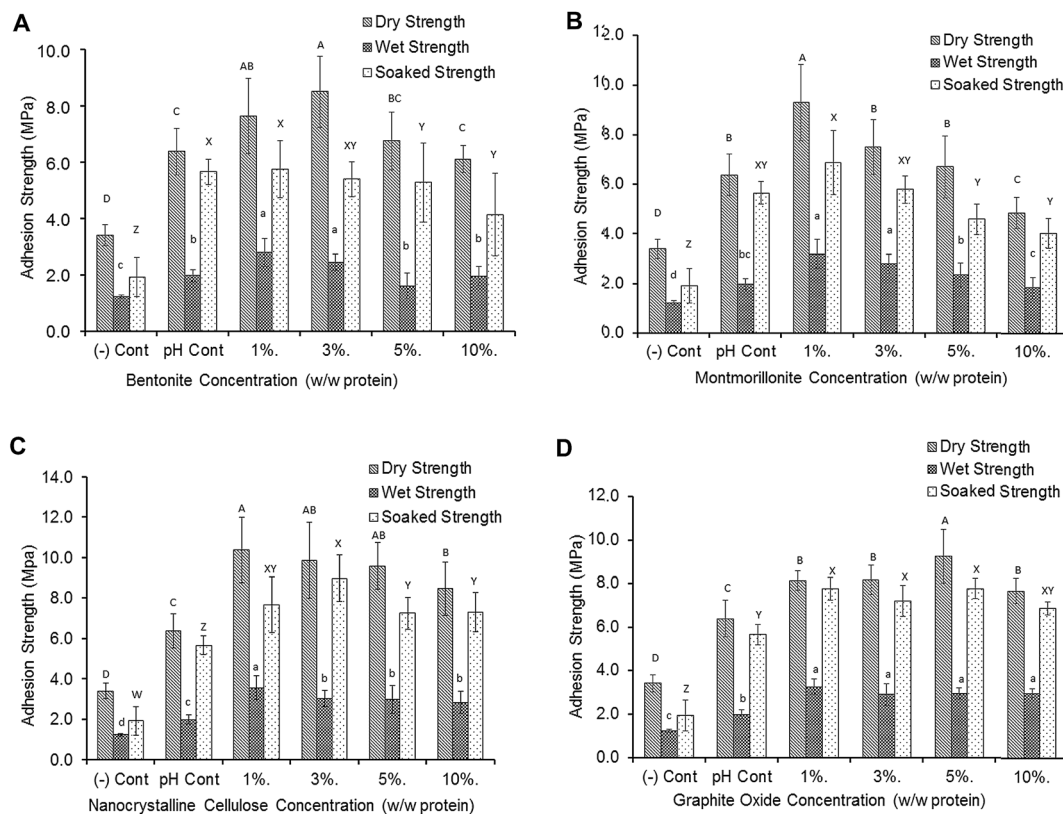 A
Dry Strength
Wet Strength
Soaked Strength
Adhesion Strength (MPa)
10.0
8.0
6.0
4.0
2.0
0.0
D
c
Z
C
b
X
AB
a
X
A
a
XY
BC
b
Y
C
b
Y
(-) Cont pH Cont 1%. 3%. 5%. 10%.
Bentonite Concentration (w/w protein)
B
Dry Strength
Wet Strength
Soaked Strength
Adhesion Strength (MPa)
12.0
10.0
8.0
6.0
4.0
2.0
0.0
D
d
Z
B
bc
XY
A
a
X
B
a
XY
B
b
Y
C
c
Y
(-) Cont pH Cont 1%. 3%. 5%. 10%.
Montmorillonite Concentration (w/w protein)
C
Dry Strength
Wet Strength
Soaked Strength
Adhesion Strength (Mpa)
14.0
12.0
10.0
8.0
6.0
4.0
2.0
0.0
D
d
W
C
c
Z
A
a
XY
AB
b
X
AB
b
Y
B
b
Y
(-) Cont pH Cont 1%. 3%. 5%. 10%.
Nanocrystalline Cellulose Concentration (w/w protein)
D
Dry Strength
Wet Strength
Soaked Strength
Adhesion Strength (MPa)
12.0
10.0
8.0
6.0
4.0
2.0
0.0
D
c
Z
C
b
Y
B
a
X
B
a
X
A
a
X
B
a
XY
(-) Cont pH Cont 1%. 3%. 5%. 10%.
Graphite Oxide Concentration (w/w protein)